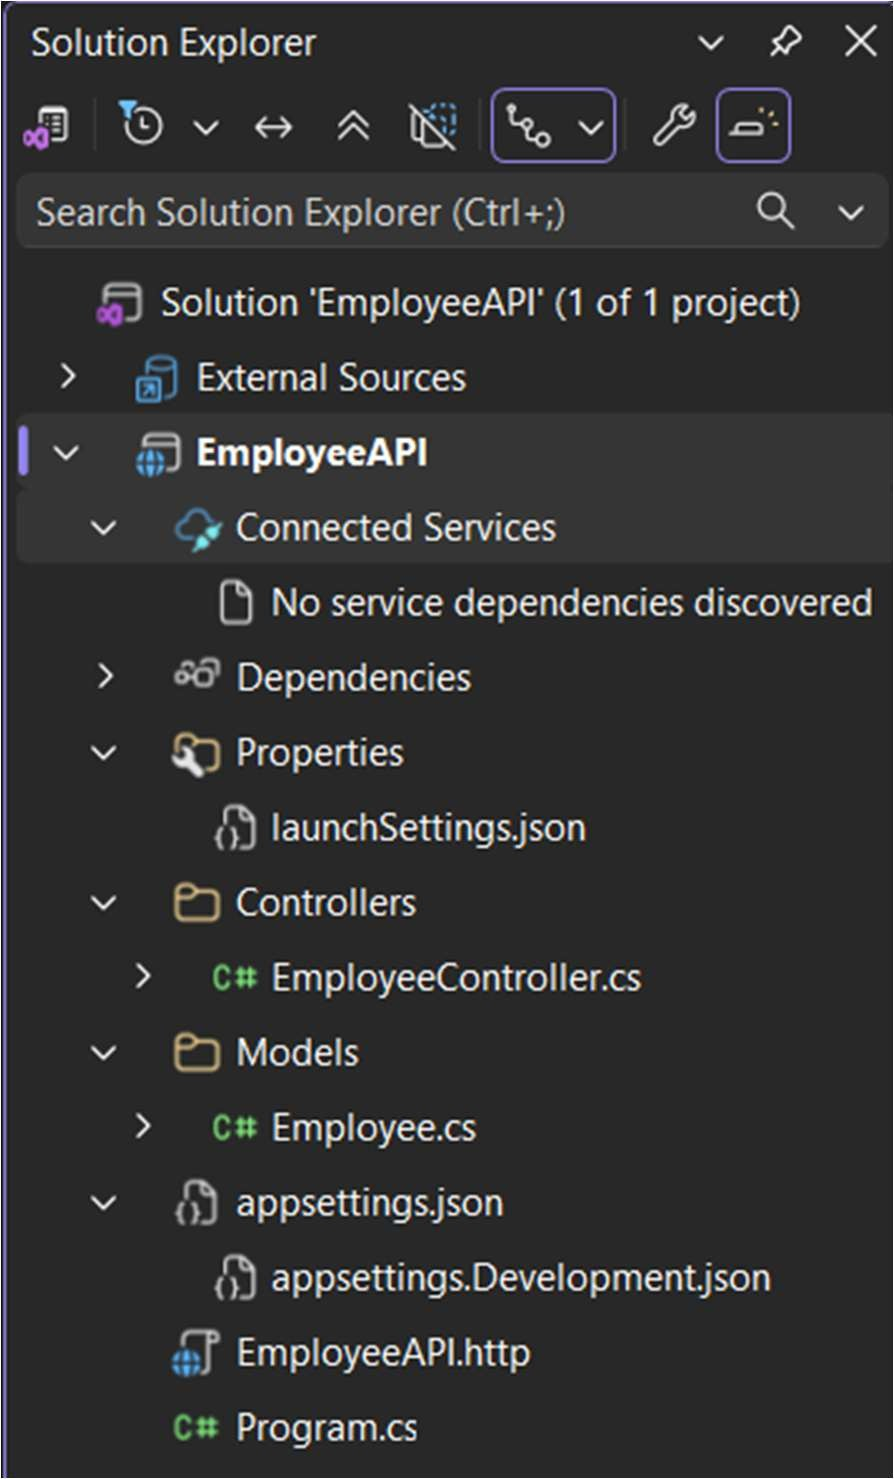 Solution Explorer
Search Solution Explorer (Ctrl+;)
Solution 'EmployeeAPI' (1 of 1 project)
External Sources
EmployeeAPI
Connected Services
No service dependencies discovered
Dependencies
Properties
launchSettings.json
Controllers
C# EmployeeController.cs
Models
C# Employee.cs
appsettings.json
appsettings.Development.json
EmployeeAPI.http
C# Program.cs